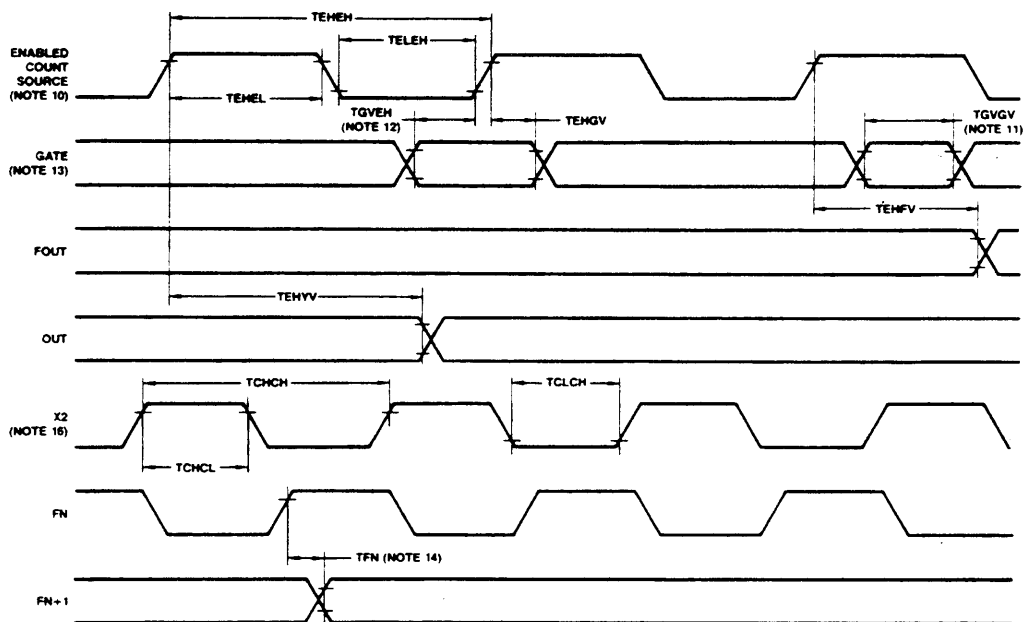 TEHEH
TELEH
ENABLED
COUNT
SOURCE
(NOTE 10)
TEHEL
TGVEH
(NOTE 12)
TEHGV
TGVGV
(NOTE 11)
GATE
(NOTE 13)
TEHFV
FOUT
TEHYV
OUT
TCHCH
TCLCH
X2
(NOTE 16)
TCHCL
FN
TFN (NOTE 14)
FN+1